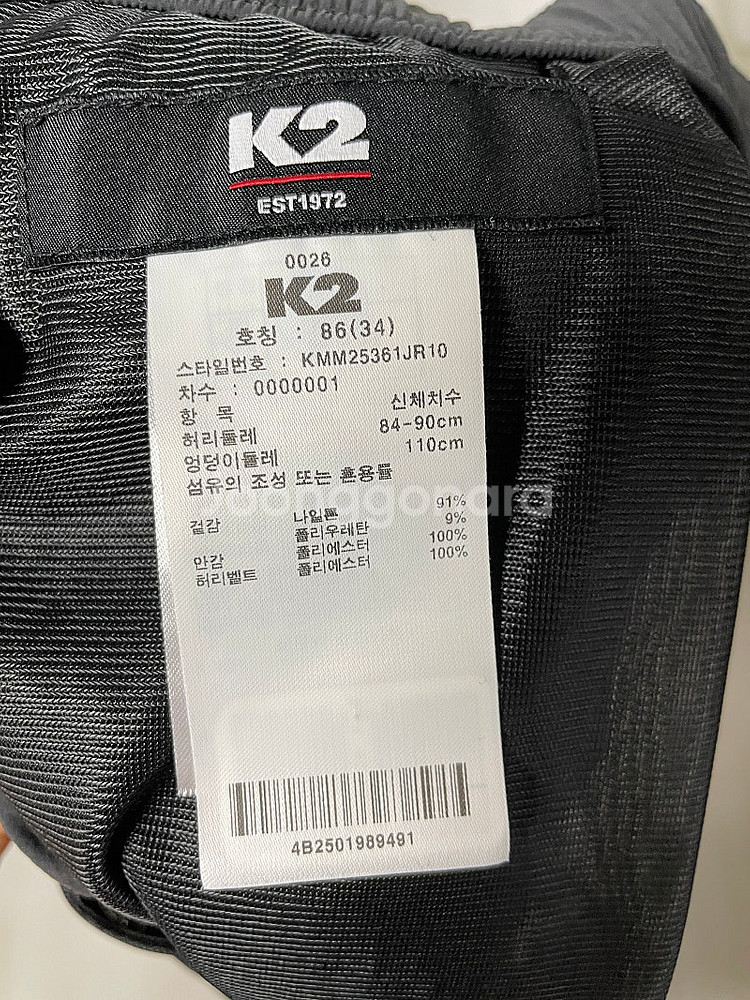 K2
EST1972
0026
K2
호칭 : 86(34)
스타일번호 : KMM25361JR10
차수 : 0000001
항 목 신체치수
허리둘레 84-90cm
엉덩이둘레 110cm
섬유의 조성 또는 혼용률
겉감 나일론 91%
폴리우레탄 9%
안감 폴리에스터 100%
허리벨트 폴리에스터 100%
4B2501989491